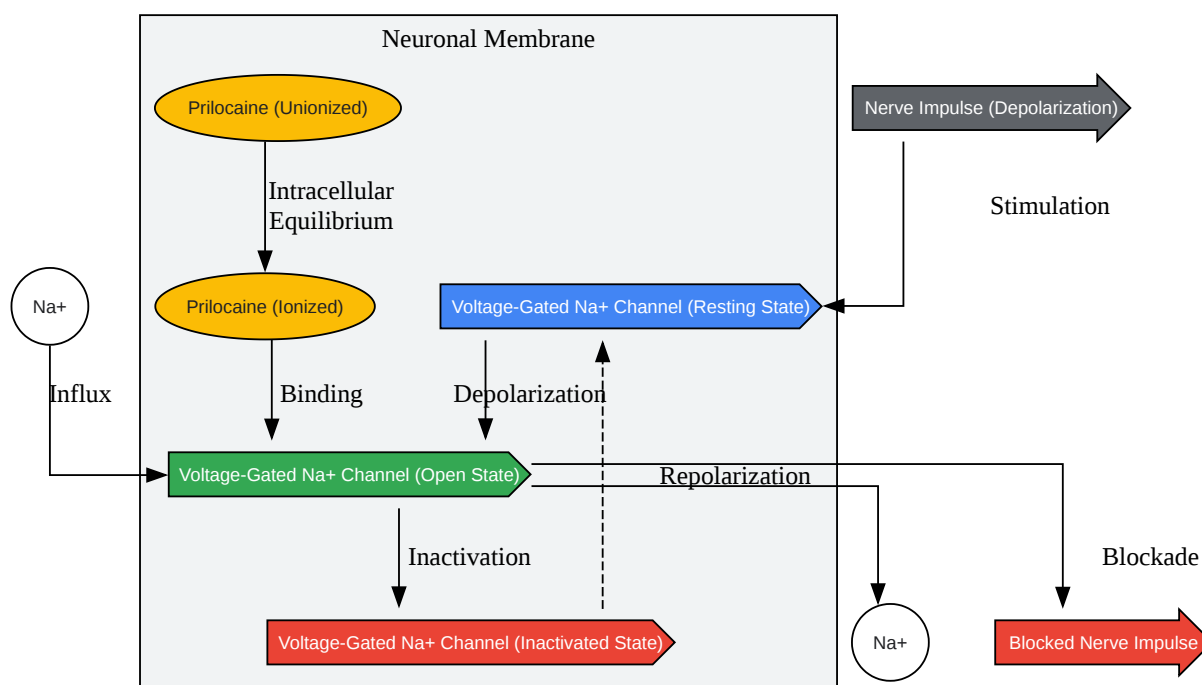 Neuronal Membrane
Prilocaine (Unionized)
Nerve Impulse (Depolarization)
Intracellular
Equilibrium
Stimulation
Na+
Prilocaine (Ionized)
Voltage-Gated Na+ Channel (Resting State)
Influx
Binding
Depolarization
Voltage-Gated Na+ Channel (Open State)
Repolarization
Inactivation
Blockade
Voltage-Gated Na+ Channel (Inactivated State)
Na+
Blocked Nerve Impulse